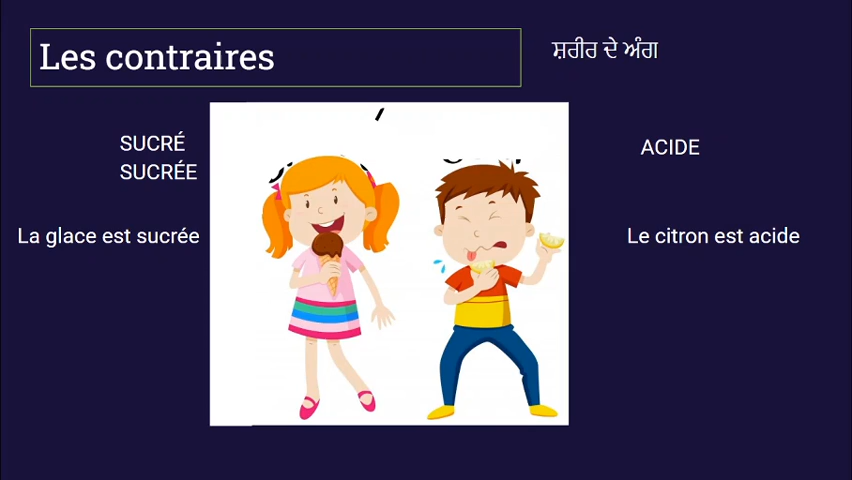 Les contraires
ਸ਼ਰੀਰ ਦੇ ਅੰਗ
SUCRÉ
SUCRÉE
ACIDE
La glace est sucrée
Le citron est acide